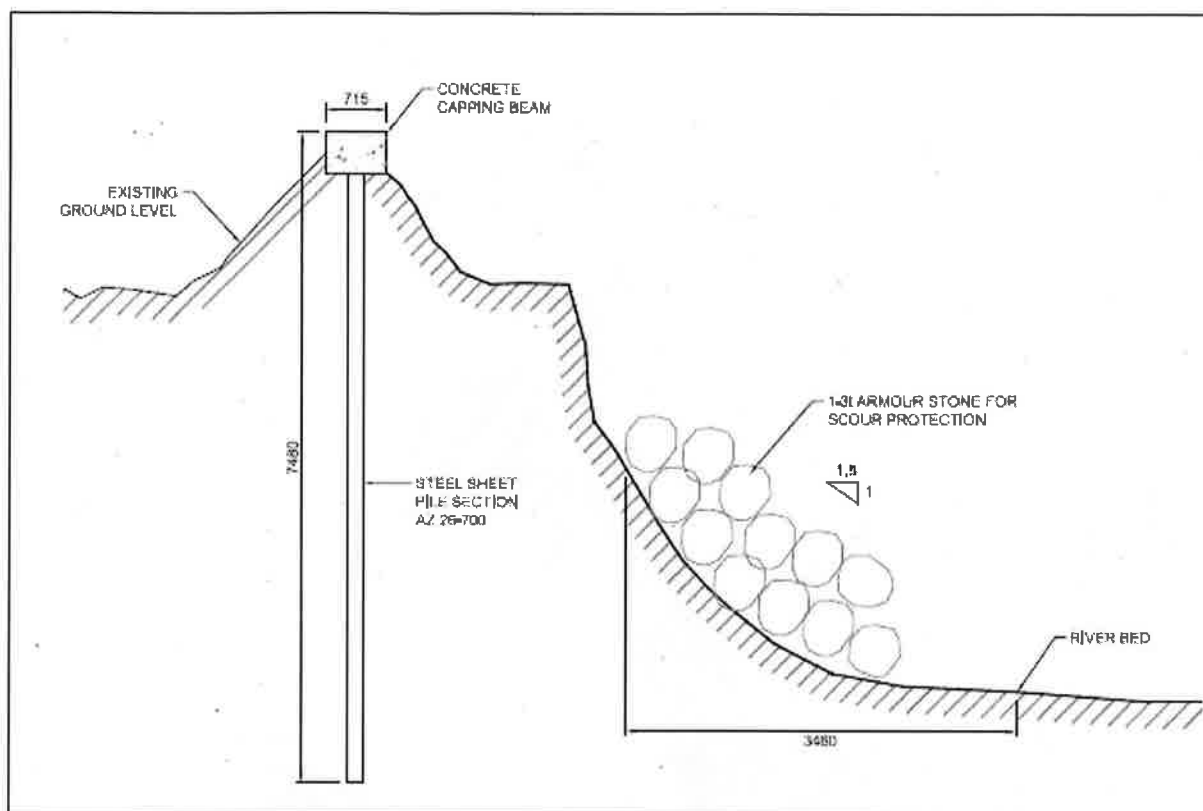 715
CONCRETE
CAPPING BEAM
EXISTING
GROUND LEVEL
7480
STEEL SHEET
PILE SECTION
AZ 26-700
1-3t ARMOUR STONE FOR
SCOUR PROTECTION
1,5
1
RIVER BED
3460